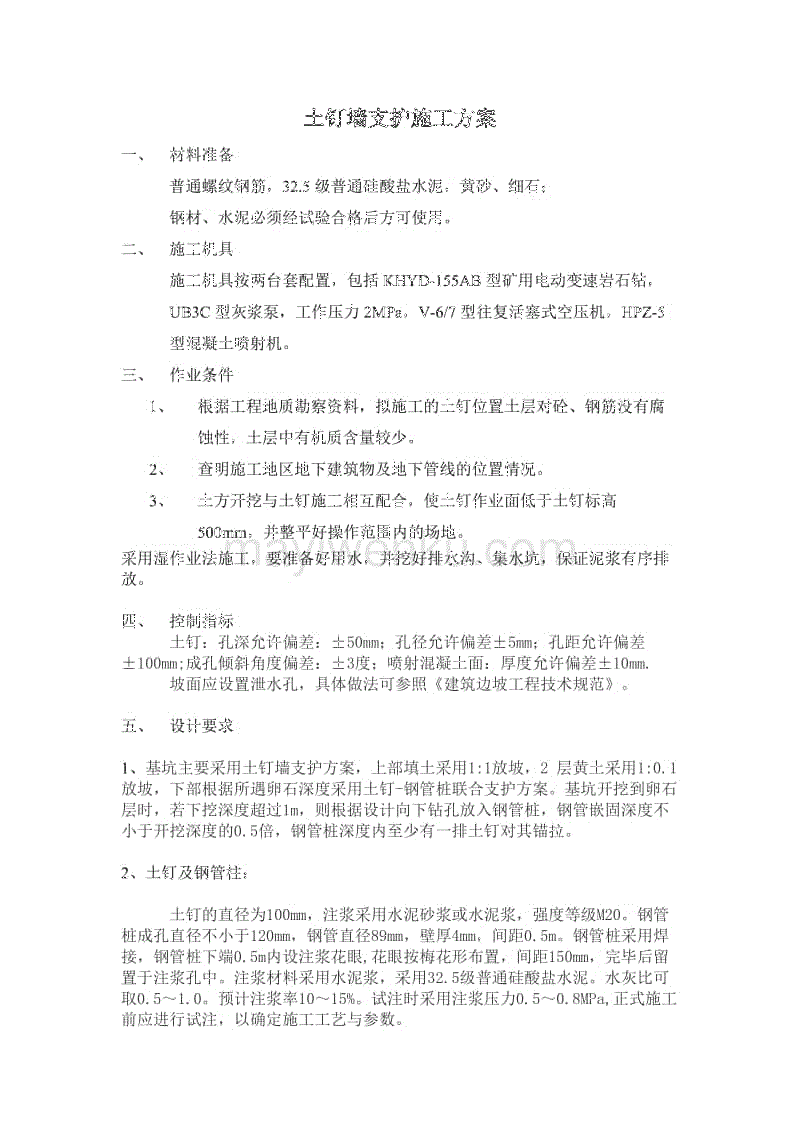 土钉墙支护施工方案
一、 材料准备
普通螺纹钢筋，32.5 级普通硅酸盐水泥。黄砂、细石；
钢材、水泥必须经试验合格后方可使用。
二、 施工机具
施工机具按两台套配置，包括 KHYD-155AB 型矿用电动变速岩石钻，
UB3C 型灰浆泵，工作压力 2MPa。V-6/7 型往复活塞式空压机。HPZ-5
型混凝土喷射机。
三、 作业条件
1、 根据工程地质勘察资料，拟施工的土钉位置土层对砼、钢筋没有腐
蚀性，土层中有机质含量较少。
2、 查明施工地区地下建筑物及地下管线的位置情况。
3、 土方开挖与土钉施工相互配合，使土钉作业面低于土钉标高
500mm，并整平好操作范围内的场地。
mayiwenku.com
采用湿作业法施工，要准备好用水，并挖好排水沟、集水坑，保证泥浆有序排
放。
四、 控制指标
土钉：孔深允许偏差：±50mm；孔径允许偏差±5mm；孔距允许偏差
±100mm;成孔倾斜角度偏差：±3度；喷射混凝土面：厚度允许偏差±10mm.
坡面应设置泄水孔，具体做法可参照《建筑边坡工程技术规范》。
五、 设计要求
1、基坑主要采用土钉墙支护方案，上部填土采用1:1放坡，2 层黄土采用1:0.1
放坡，下部根据所遇卵石深度采用土钉-钢管桩联合支护方案。基坑开挖到卵石
层时，若下挖深度超过1m，则根据设计向下钻孔放入钢管桩，钢管嵌固深度不
小于开挖深度的0.5倍，钢管桩深度内至少有一排土钉对其锚拉。
2、土钉及钢管桩：
土钉的直径为100mm，注浆采用水泥砂浆或水泥浆，强度等级M20。钢管
桩成孔直径不小于120mm，钢管直径89mm，壁厚4mm，间距0.5m。钢管桩采用焊
接，钢管桩下端0.5m内设注浆花眼,花眼按梅花形布置，间距150mm，完毕后留
置于注浆孔中。注浆材料采用水泥浆，采用32.5级普通硅酸盐水泥。水灰比可
取0.5～1.0。预计注浆率10～15%。试注时采用注浆压力0.5～0.8MPa,正式施工
前应进行试注，以确定施工工艺与参数。